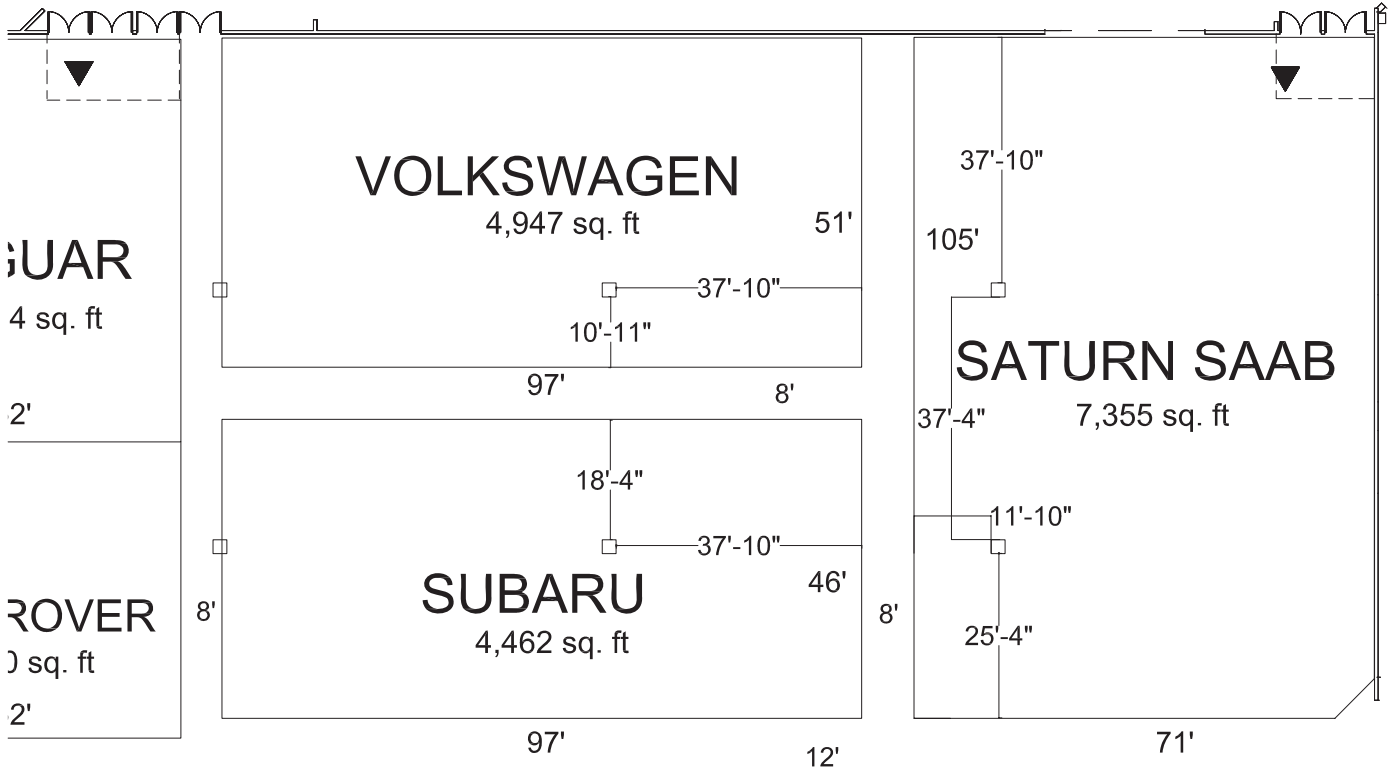 VOLKSWAGEN
4,947 sq. ft
51'
37'-10"
10'-11"
97'
8'
18'-4"
37'-10"
SUBARU
46'
4,462 sq. ft
8'
8'
97'
12'
37'-10"
105'
SATURN SAAB
7,355 sq. ft
37'-4"
11'-10"
25'-4"
71'
GUAR
4 sq. ft
2'
ROVER
0 sq. ft
2'